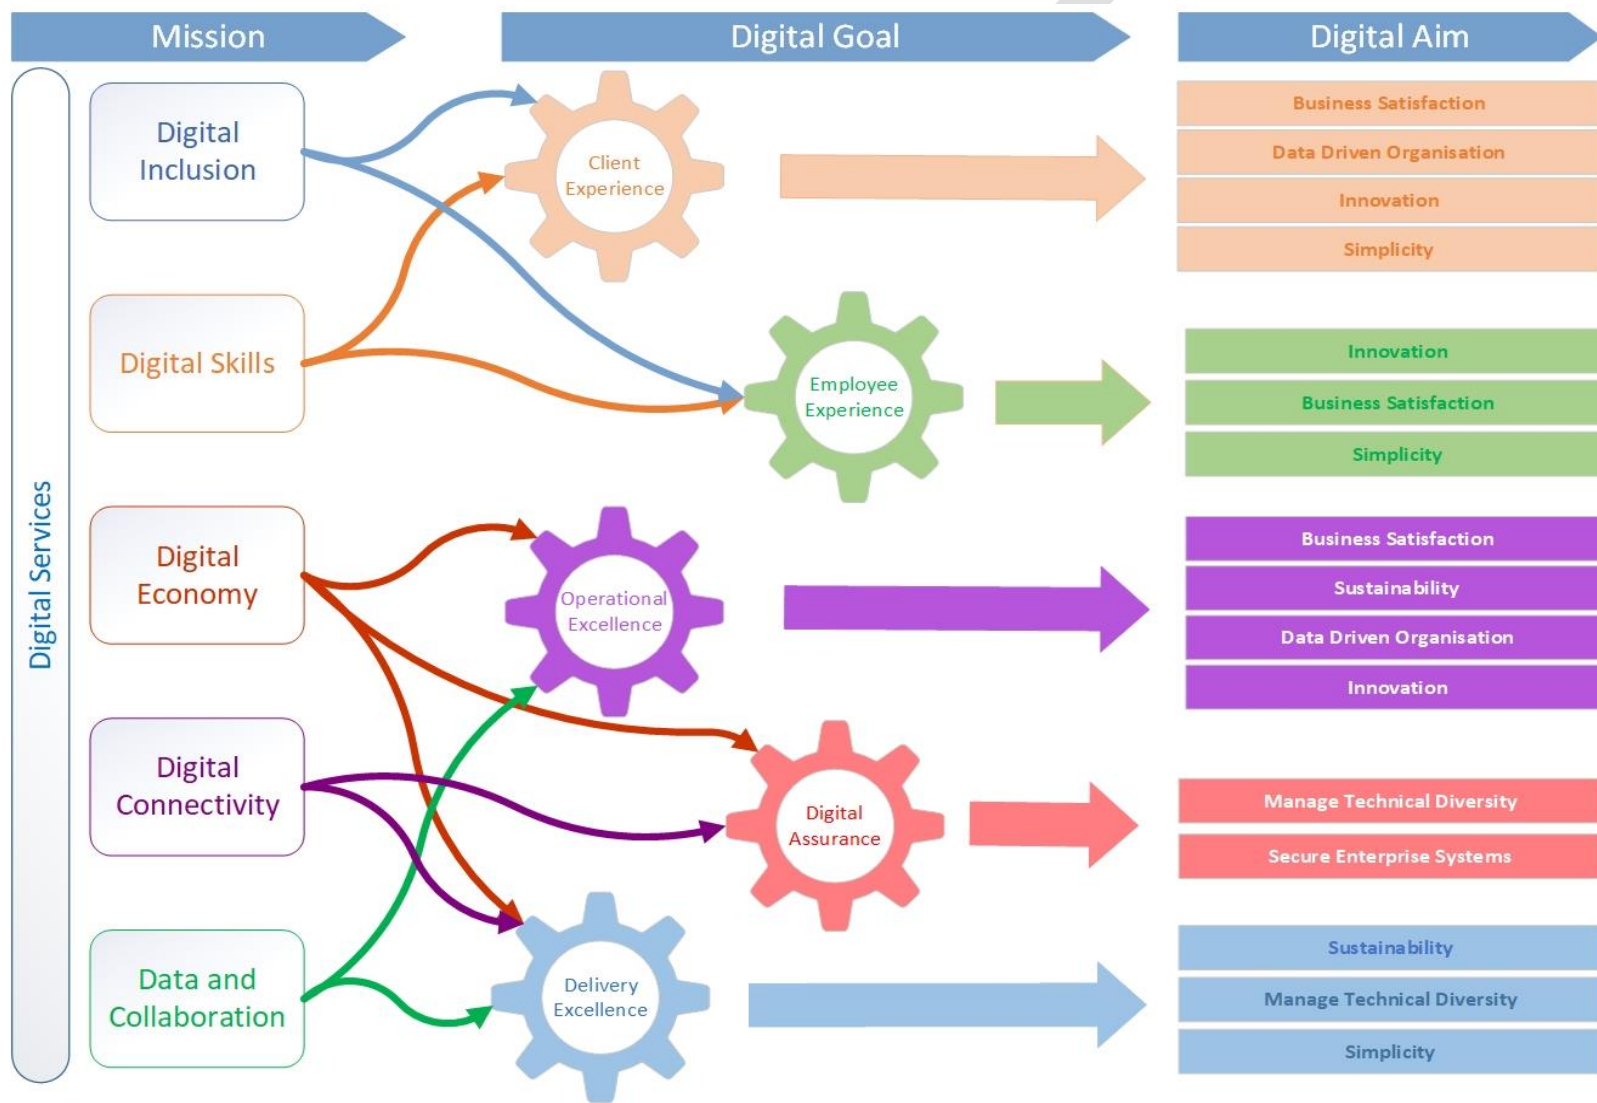 Mission
Digital Goal
Digital Aim
Digital Services
Digital
Inclusion
Digital Skills
Digital
Economy
Digital
Connectivity
Data and
Collaboration
Client
Experience
Employee
Experience
Operational
Excellence
Digital
Assurance
Delivery
Excellence
Business Satisfaction
Data Driven Organisation
Innovation
Simplicity
Innovation
Business Satisfaction
Simplicity
Business Satisfaction
Sustainability
Data Driven Organisation
Innovation
Manage Technical Diversity
Secure Enterprise Systems
Sustainability
Manage Technical Diversity
Simplicity